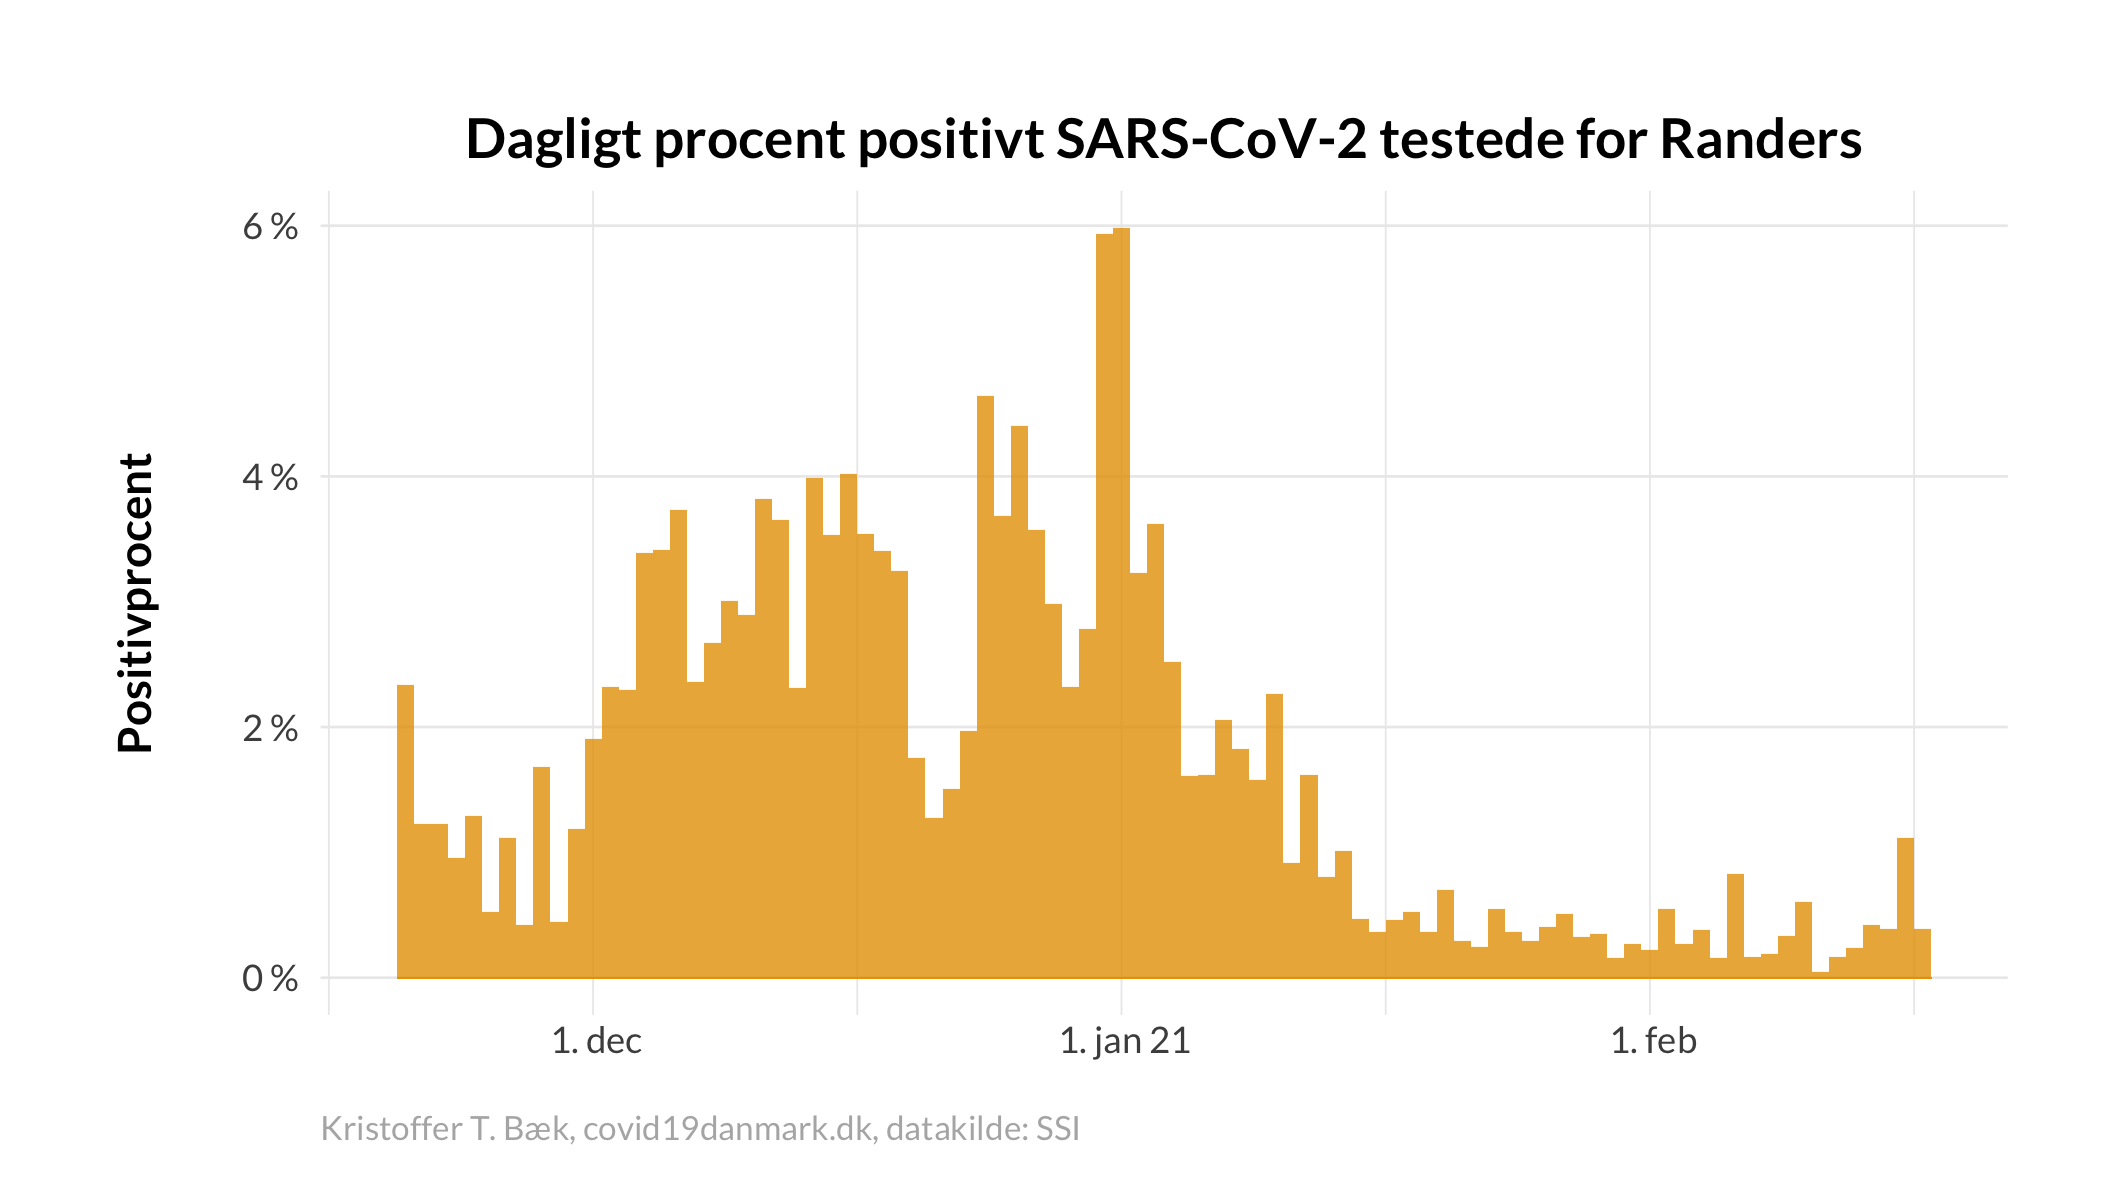 Dagligt procent positivt SARS-CoV-2 testede for Randers
Positivprocent
6 %
4 %
2 %
0 %
1. dec
1. jan 21
1. feb
Kristoffer T. Bæk, covid19danmark.dk, datakilde: SSI